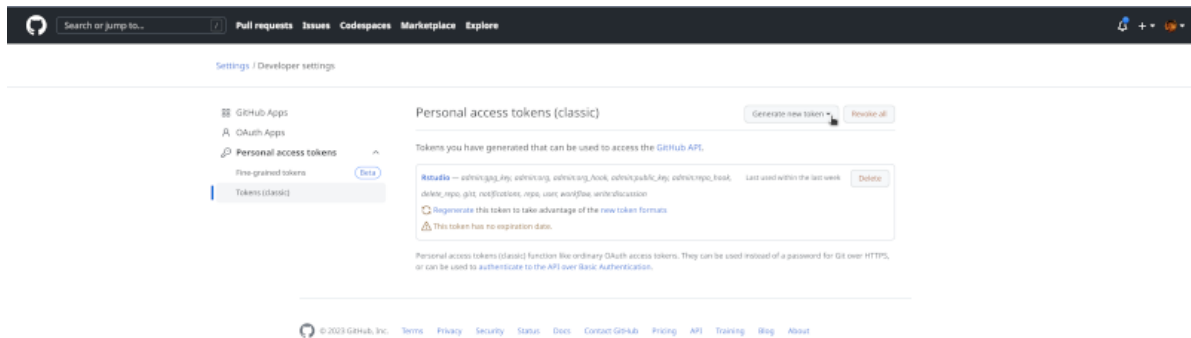 Search or jump to... / Pull requests Issues Codespaces Marketplace Explore
Settings / Developer settings
GitHub Apps
OAuth Apps
Personal access tokens
Fine-grained tokens Beta
Tokens (classic)
Personal access tokens (classic)
Generate new token
Revoke all
Tokens you have generated that can be used to access the GitHub API.
Rstudio — admin:gpg_key, admin:org, admin:org_hook, admin:public_key, admin:repo_hook,
delete_repo, gist, notifications, repo, user, workflow, write:discussion
Last used within the last week
Delete
Regenerate this token to take advantage of the new token formats
This token has no expiration date.
Personal access tokens (classic) function like ordinary OAuth access tokens. They can be used instead of a password for Git over HTTPS,
or can be used to authenticate to the API over Basic Authentication.
© 2023 GitHub, Inc. Terms Privacy Security Status Docs Contact GitHub Pricing API Training Blog About